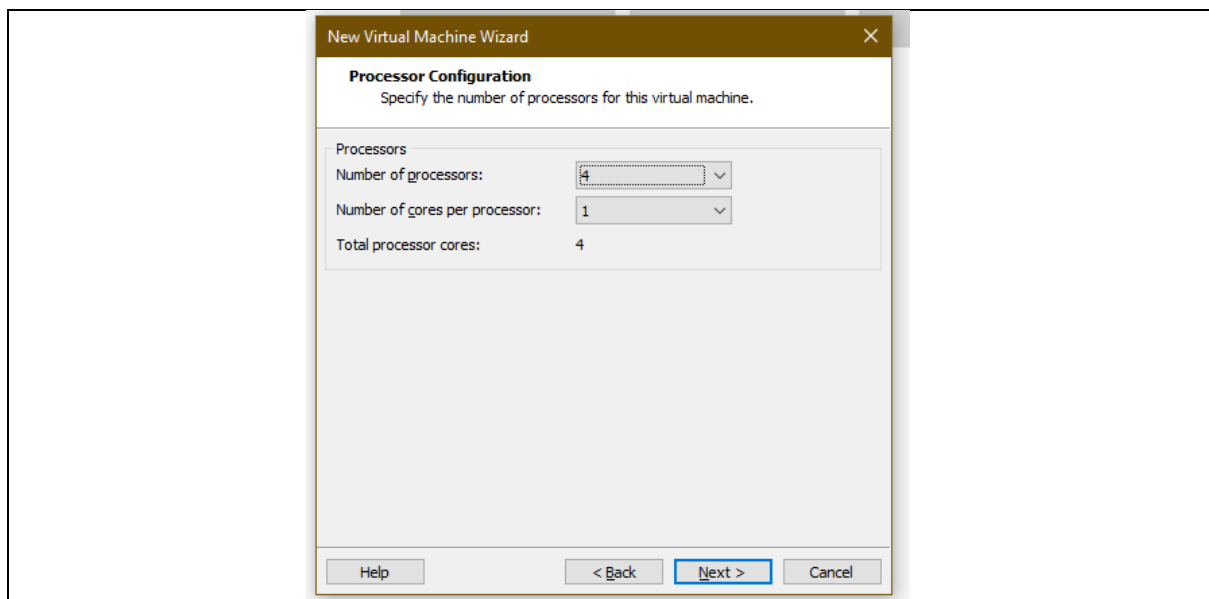 New Virtual Machine Wizard
Processor Configuration
Specify the number of processors for this virtual machine.
Processors
Number of processors: 4
Number of cores per processor: 1
Total processor cores: 4
Help < Back Next > Cancel